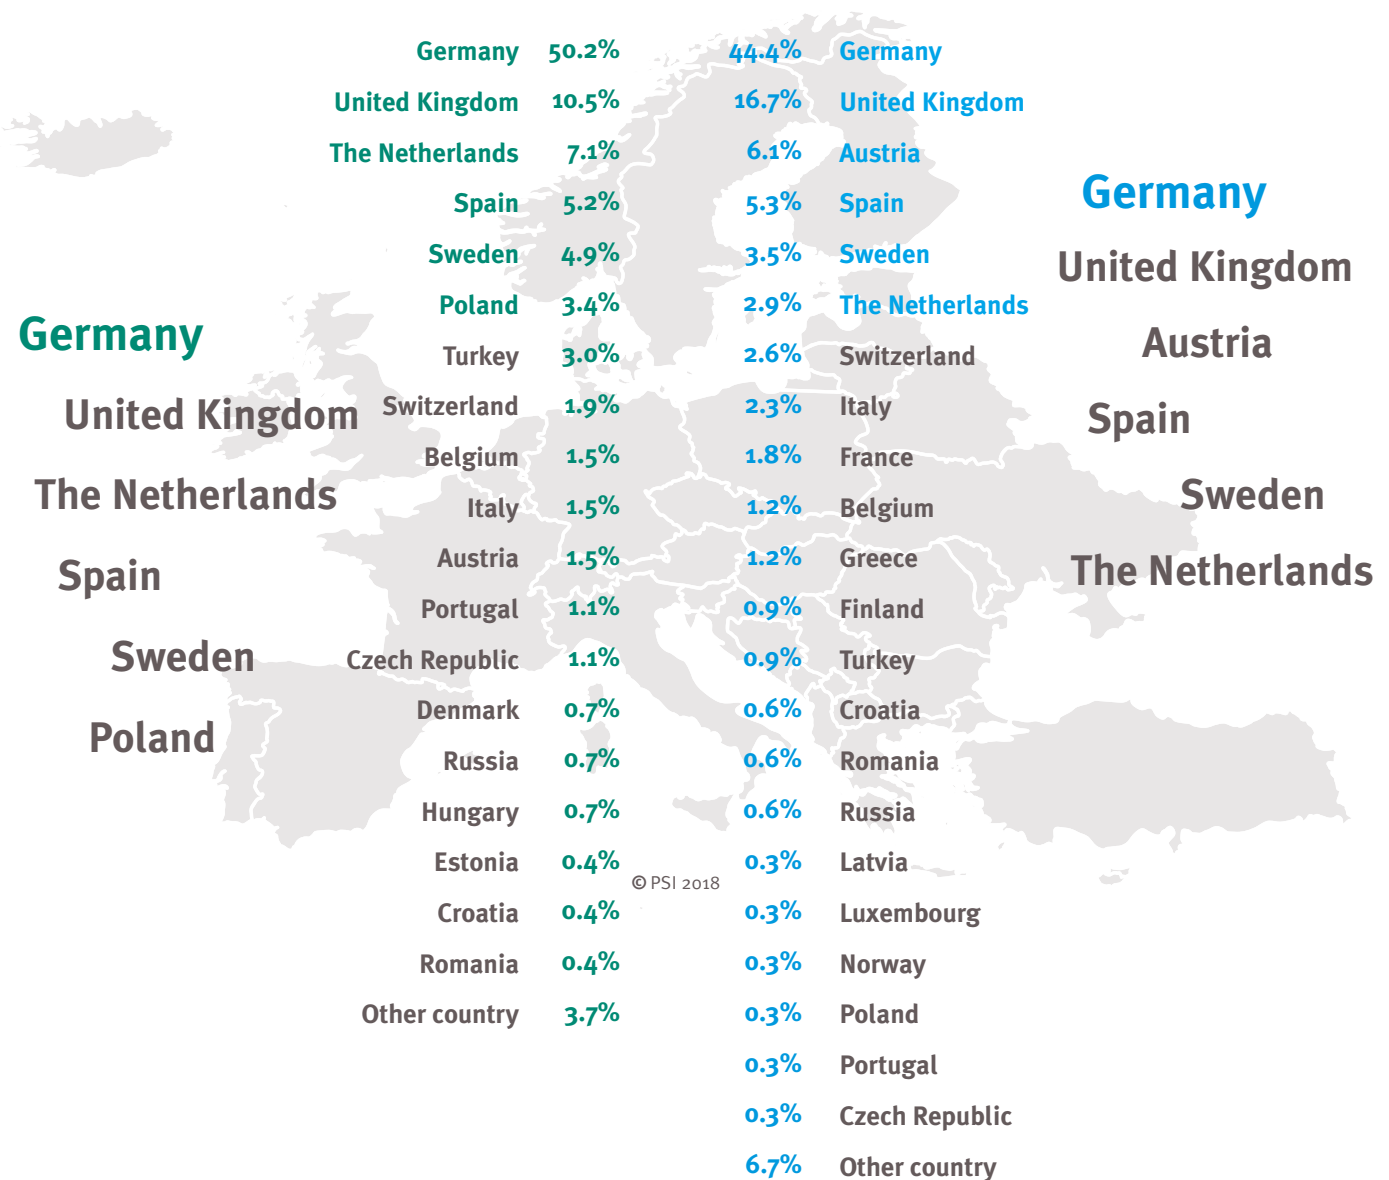 Germany 50.2% 44.4% Germany
United Kingdom 10.5% 16.7% United Kingdom
The Netherlands 7.1% 6.1% Austria
Spain 5.2% 5.3% Spain
Sweden 4.9% 3.5% Sweden
Poland 3.4% 2.9% The Netherlands
Turkey 3.0% 2.6% Switzerland
Switzerland 1.9% 2.3% Italy
Belgium 1.5% 1.8% France
Italy 1.5% 1.2% Belgium
Austria 1.5% 1.2% Greece
Portugal 1.1% 0.9% Finland
Czech Republic 1.1% 0.9% Turkey
Denmark 0.7% 0.6% Croatia
Russia 0.7% 0.6% Romania
Hungary 0.7% 0.6% Russia
Estonia 0.4% 0.3% Latvia
Croatia 0.4% 0.3% Luxembourg
Romania 0.4% 0.3% Norway
Other country 3.7% 0.3% Poland
0.3% Portugal
0.3% Czech Republic
6.7% Other country
Germany
United Kingdom
The Netherlands
Spain
Sweden
Poland
Germany
United Kingdom
Austria
Spain
Sweden
The Netherlands
© PSI 2018